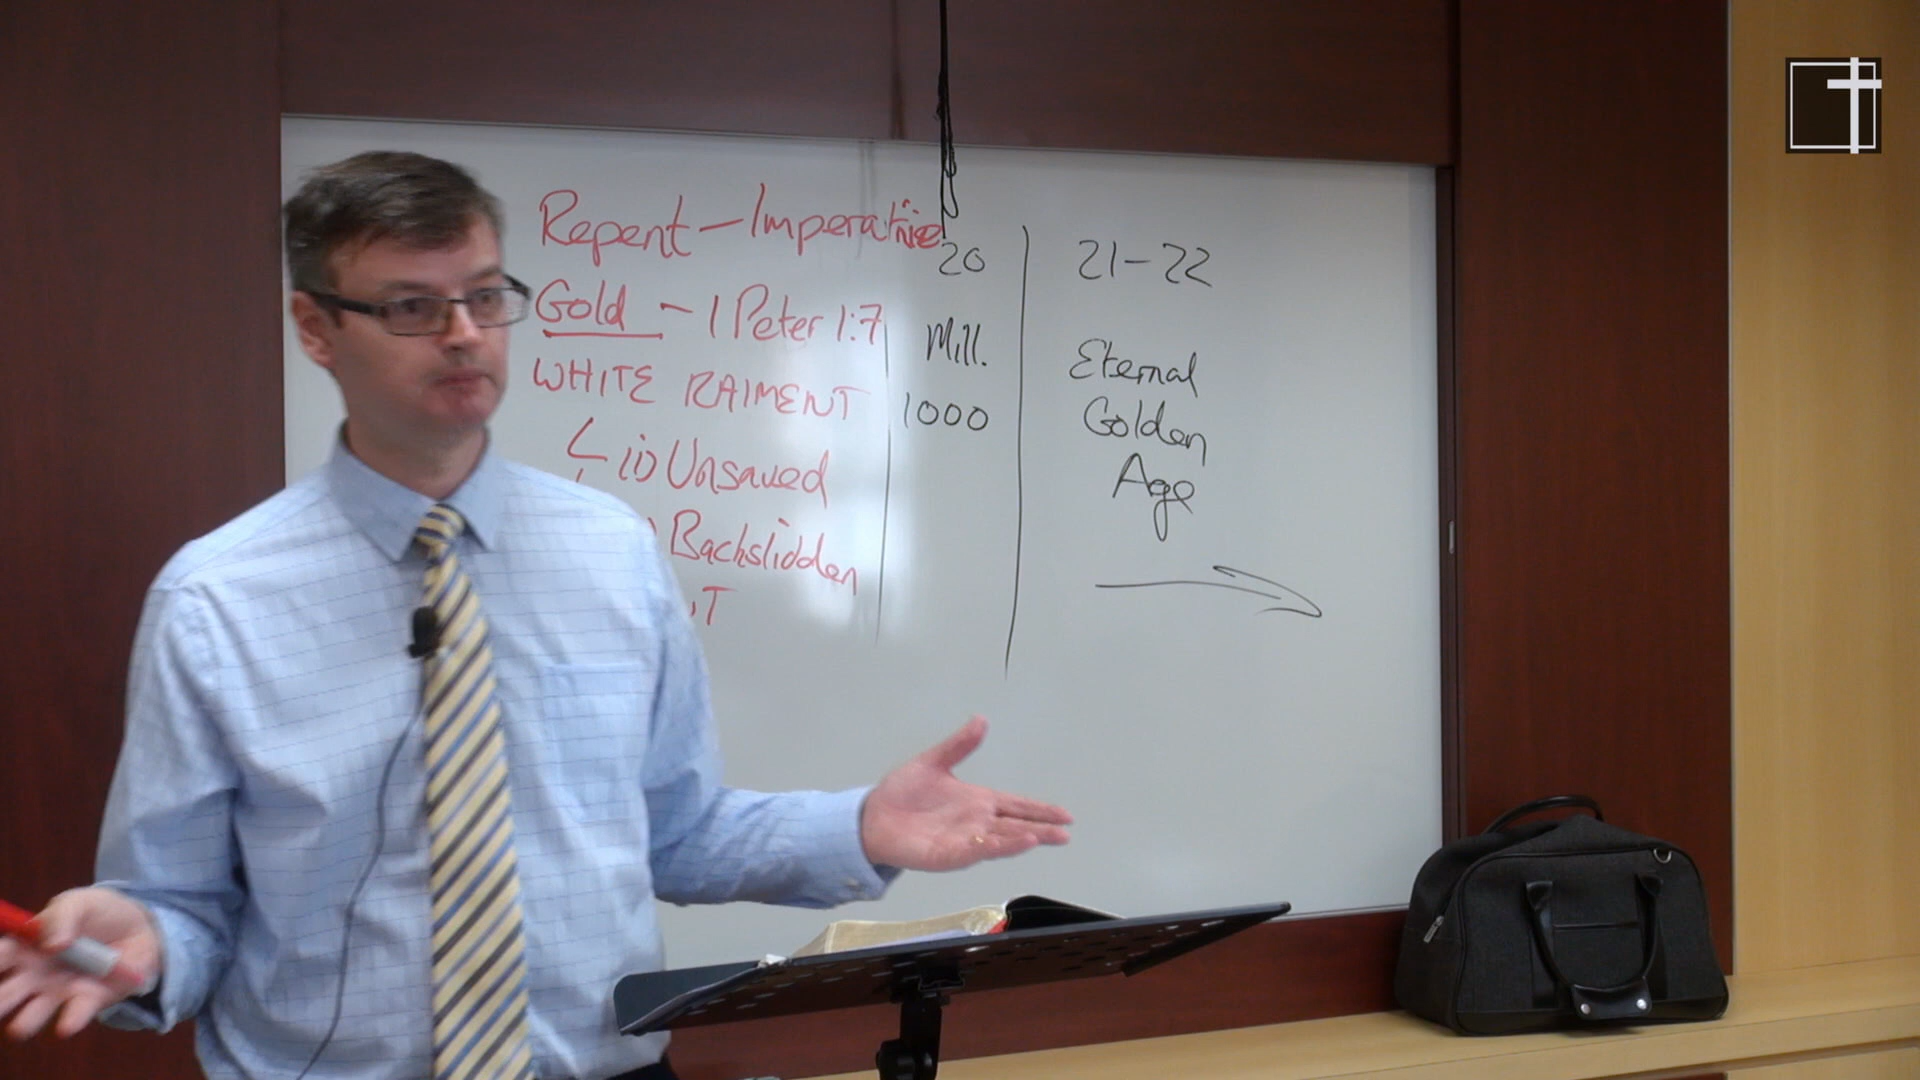 Repent - Imperative
Gold - 1 Peter 1:7
WHITE RAIMENT
(i) Unsaved
) Backslidden
T
20
Mill.
1000
21-22
Eternal
Golden
Age